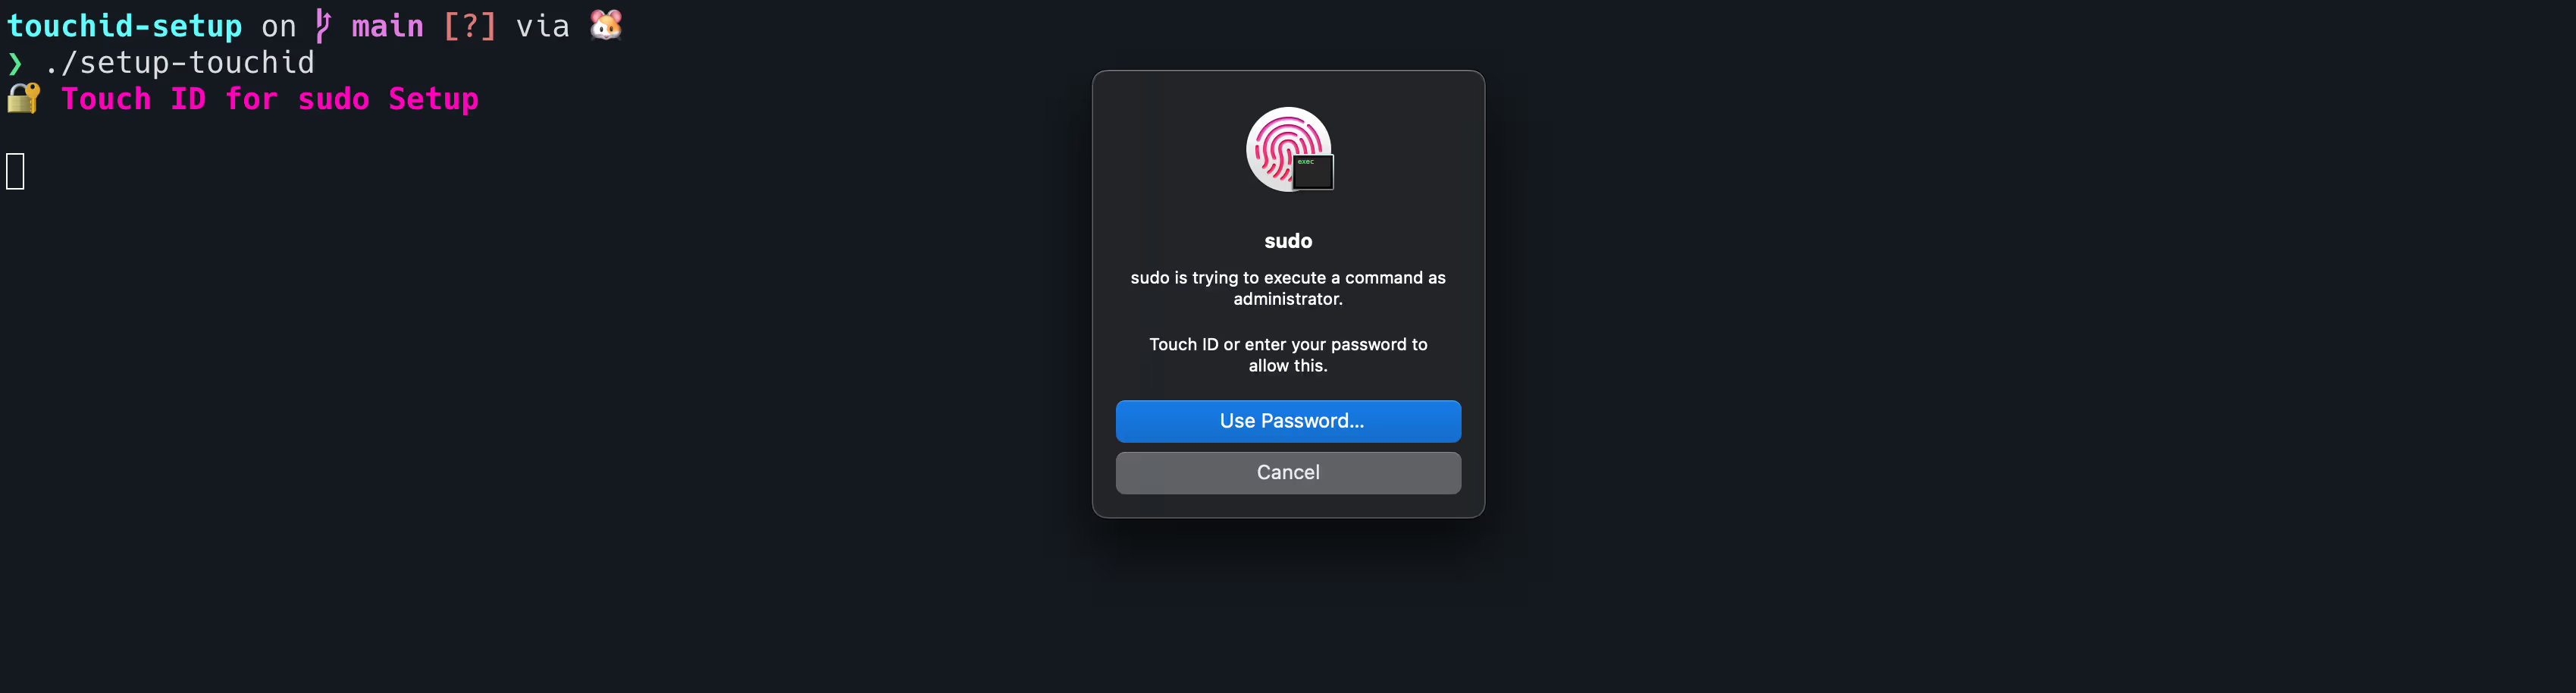 touchid-setup on main [?] via 🐹
❯ ./setup-touchid
🔐 Touch ID for sudo Setup
exec
sudo
sudo is trying to execute a command as
administrator.
Touch ID or enter your password to
allow this.
Use Password...
Cancel